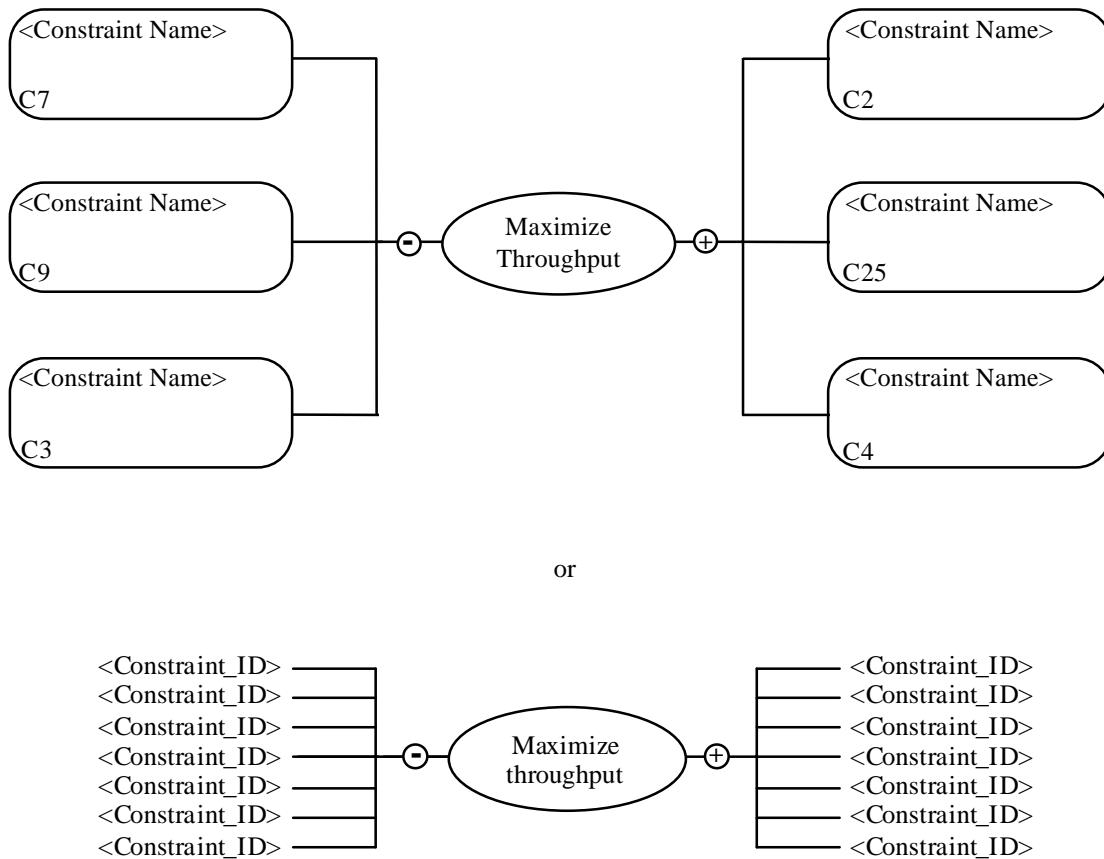 <Constraint Name>
C7
<Constraint Name>
C9
<Constraint Name>
C3
-
Maximize
Throughput
+
<Constraint Name>
C2
<Constraint Name>
C25
<Constraint Name>
C4
or
<Constraint_ID>
<Constraint_ID>
<Constraint_ID>
<Constraint_ID>
<Constraint_ID>
<Constraint_ID>
<Constraint_ID>
-
Maximize
throughput
+
<Constraint_ID>
<Constraint_ID>
<Constraint_ID>
<Constraint_ID>
<Constraint_ID>
<Constraint_ID>
<Constraint_ID>